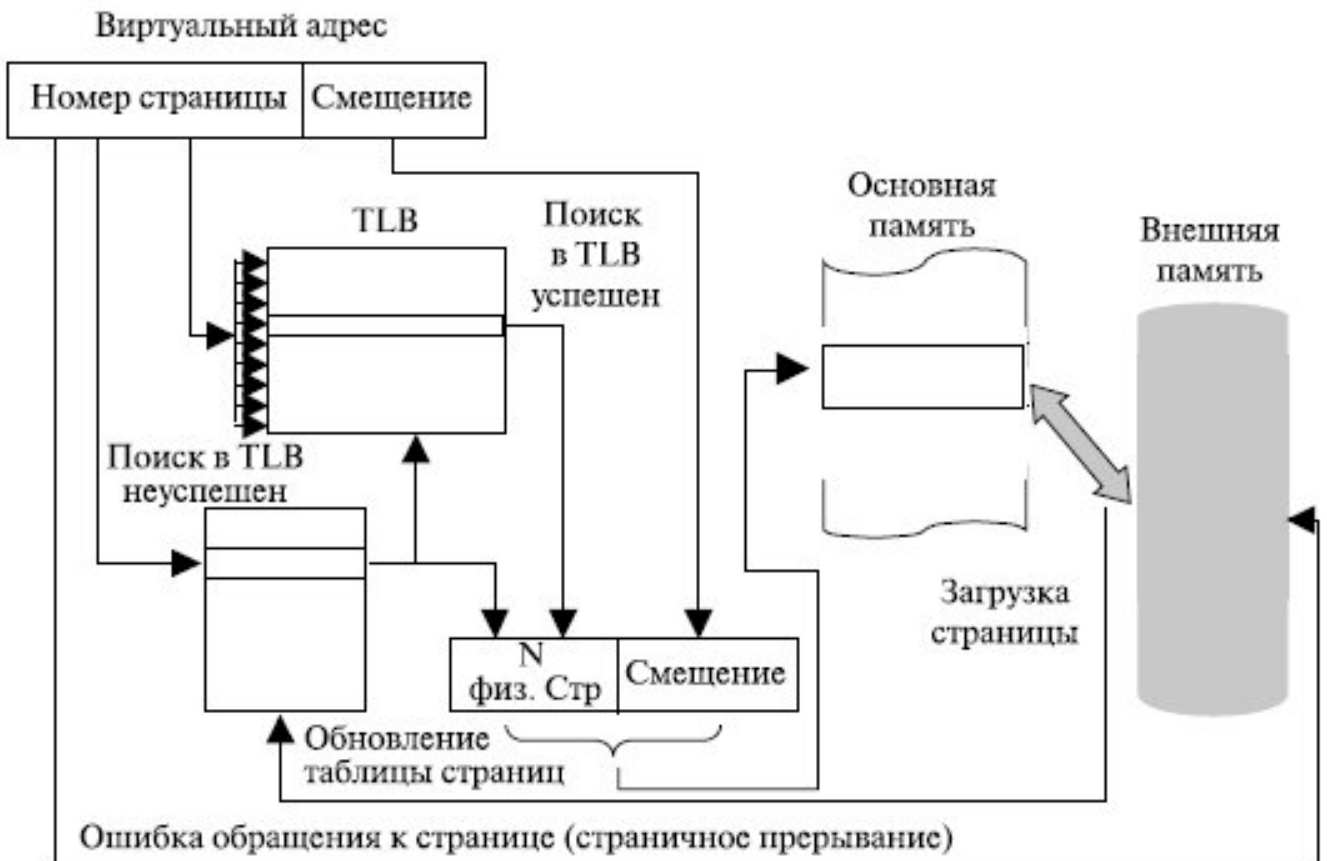 Виртуальный адрес
Номер страницы
Смещение
TLB
Поиск
в TLB
успешен
Основная
память
Внешняя
память
Поиск в TLB
неуспешен
Загрузка
страницы
N
физ. Стр
Смещение
Обновление
таблицы страниц
Ошибка обращения к странице (страничное прерывание)